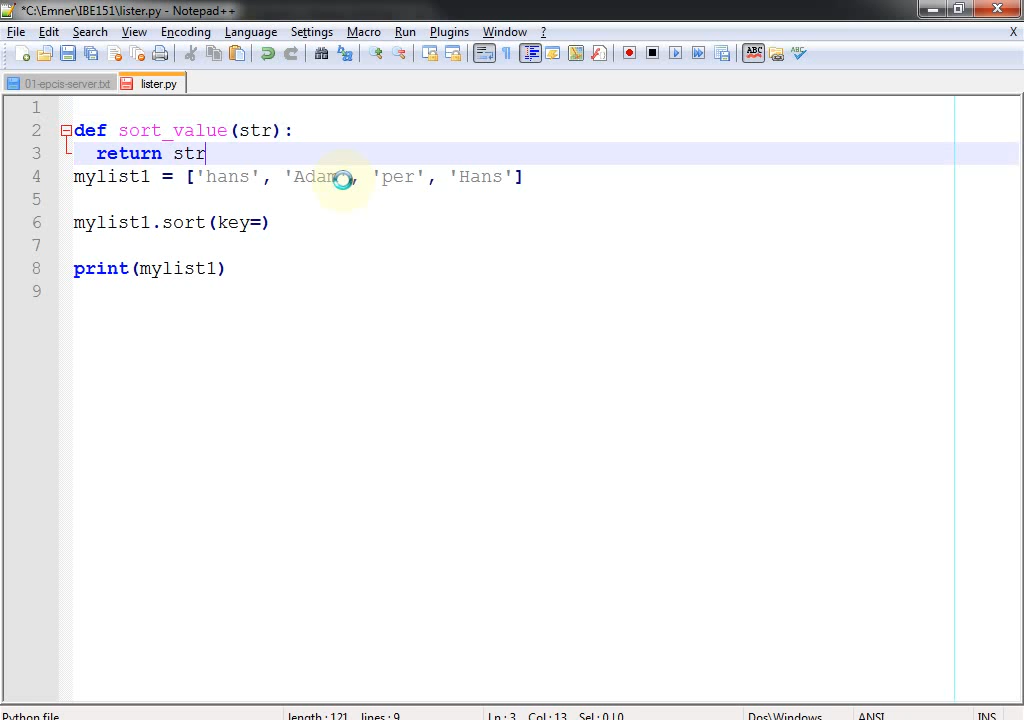 *C:\Emner\IBE151\lister.py - Notepad++
File Edit Search View Encoding Language Settings Macro Run Plugins Window ? X
01-epcis-server.txt lister.py
1
2 def sort_value(str):
3 return str
4 mylist1 = ['hans', 'Adam', 'per', 'Hans']
5
6 mylist1.sort(key=)
7
8 print(mylist1)
9
Python file length : 121 lines : 9 Ln : 3 Col : 13 Sel : 0 | 0 Dos\Windows ANSI INS